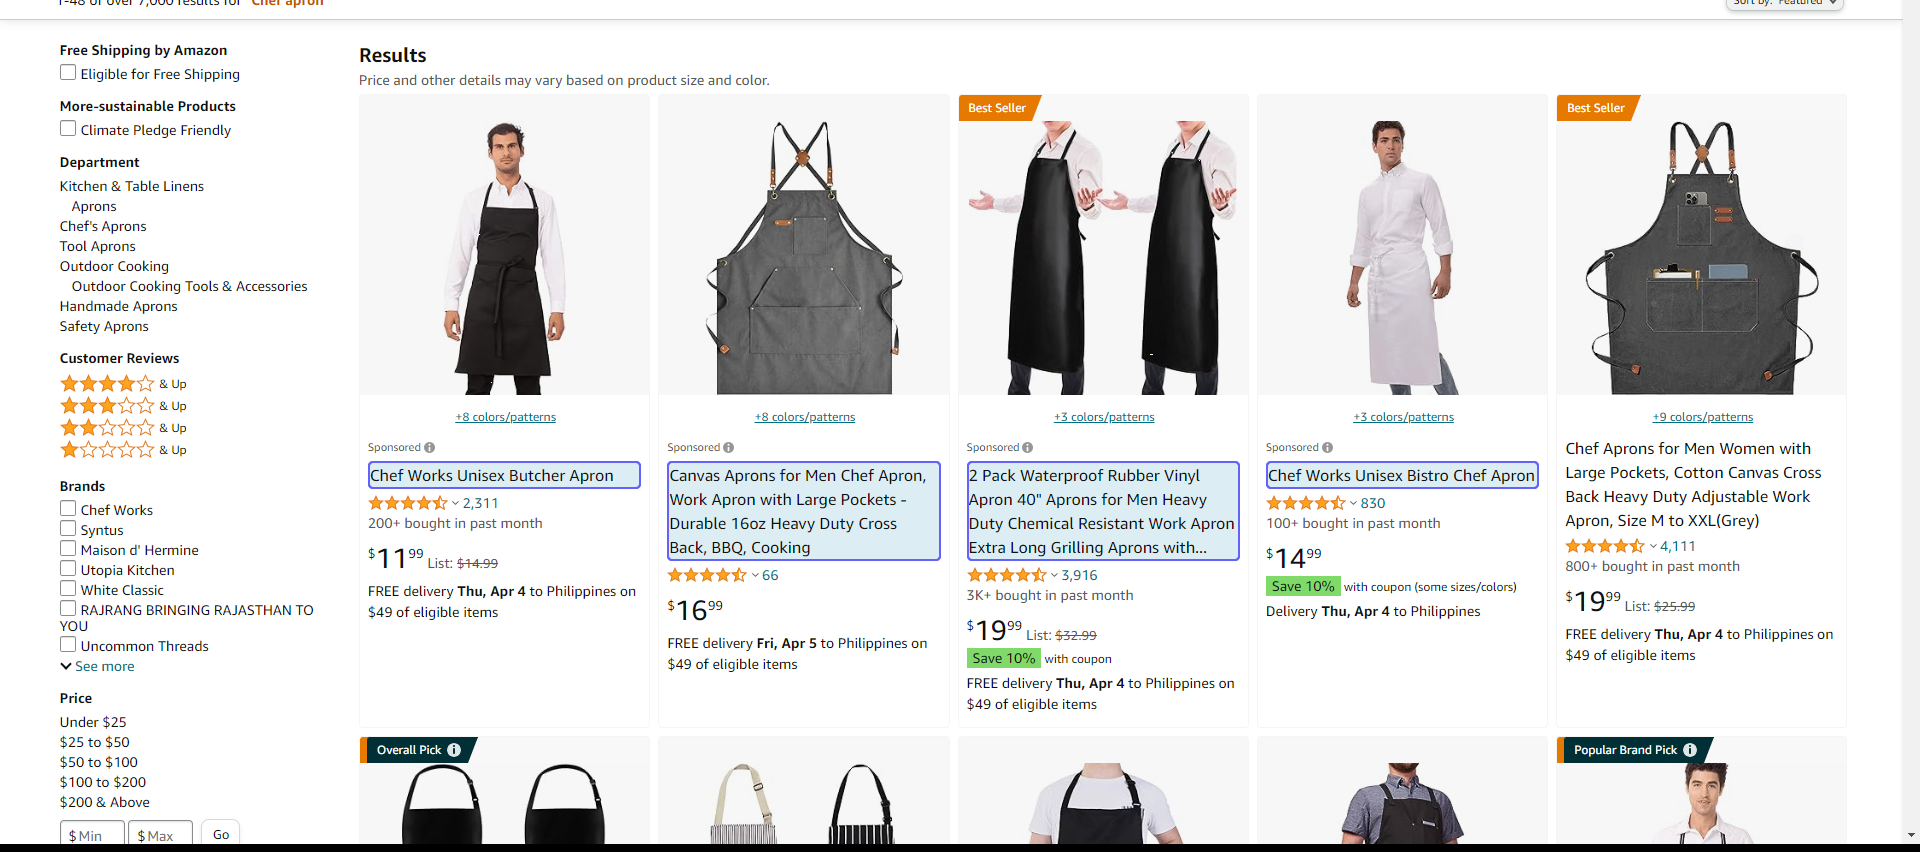 1-48 of over 7,000 results for "Chef apron"
Sort by: Featured
Free Shipping by Amazon
Eligible for Free Shipping
More-sustainable Products
Climate Pledge Friendly
Department
Kitchen & Table Linens
Aprons
Chef's Aprons
Tool Aprons
Outdoor Cooking
Outdoor Cooking Tools & Accessories
Handmade Aprons
Safety Aprons
Customer Reviews
& Up
& Up
& Up
& Up
Brands
Chef Works
Syntus
Maison d' Hermine
Utopia Kitchen
White Classic
RAJRANG BRINGING RAJASTHAN TO
YOU
Uncommon Threads
See more
Price
Under $25
$25 to $50
$50 to $100
$100 to $200
$200 & Above
$ Min
$ Max
Go
Results
Price and other details may vary based on product size and color.
+8 colors/patterns
Sponsored
Chef Works Unisex Butcher Apron
2,311
200+ bought in past month
$11.99 List: $14.99
FREE delivery Thu, Apr 4 to Philippines on
$49 of eligible items
+8 colors/patterns
Sponsored
Canvas Aprons for Men Chef Apron,
Work Apron with Large Pockets -
Durable 16oz Heavy Duty Cross
Back, BBQ, Cooking
66
$16.99
FREE delivery Fri, Apr 5 to Philippines on
$49 of eligible items
Best Seller
+3 colors/patterns
Sponsored
2 Pack Waterproof Rubber Vinyl
Apron 40" Aprons for Men Heavy
Duty Chemical Resistant Work Apron
Extra Long Grilling Aprons with...
3,916
3K+ bought in past month
$19.99 List: $32.99
Save 10% with coupon
FREE delivery Thu, Apr 4 to Philippines on
$49 of eligible items
+3 colors/patterns
Sponsored
Chef Works Unisex Bistro Chef Apron
830
100+ bought in past month
$14.99
Save 10% with coupon (some sizes/colors)
Delivery Thu, Apr 4 to Philippines
Best Seller
+9 colors/patterns
Chef Aprons for Men Women with
Large Pockets, Cotton Canvas Cross
Back Heavy Duty Adjustable Work
Apron, Size M to XXL(Grey)
4,111
800+ bought in past month
$19.99 List: $25.99
FREE delivery Thu, Apr 4 to Philippines on
$49 of eligible items
Overall Pick
Popular Brand Pick